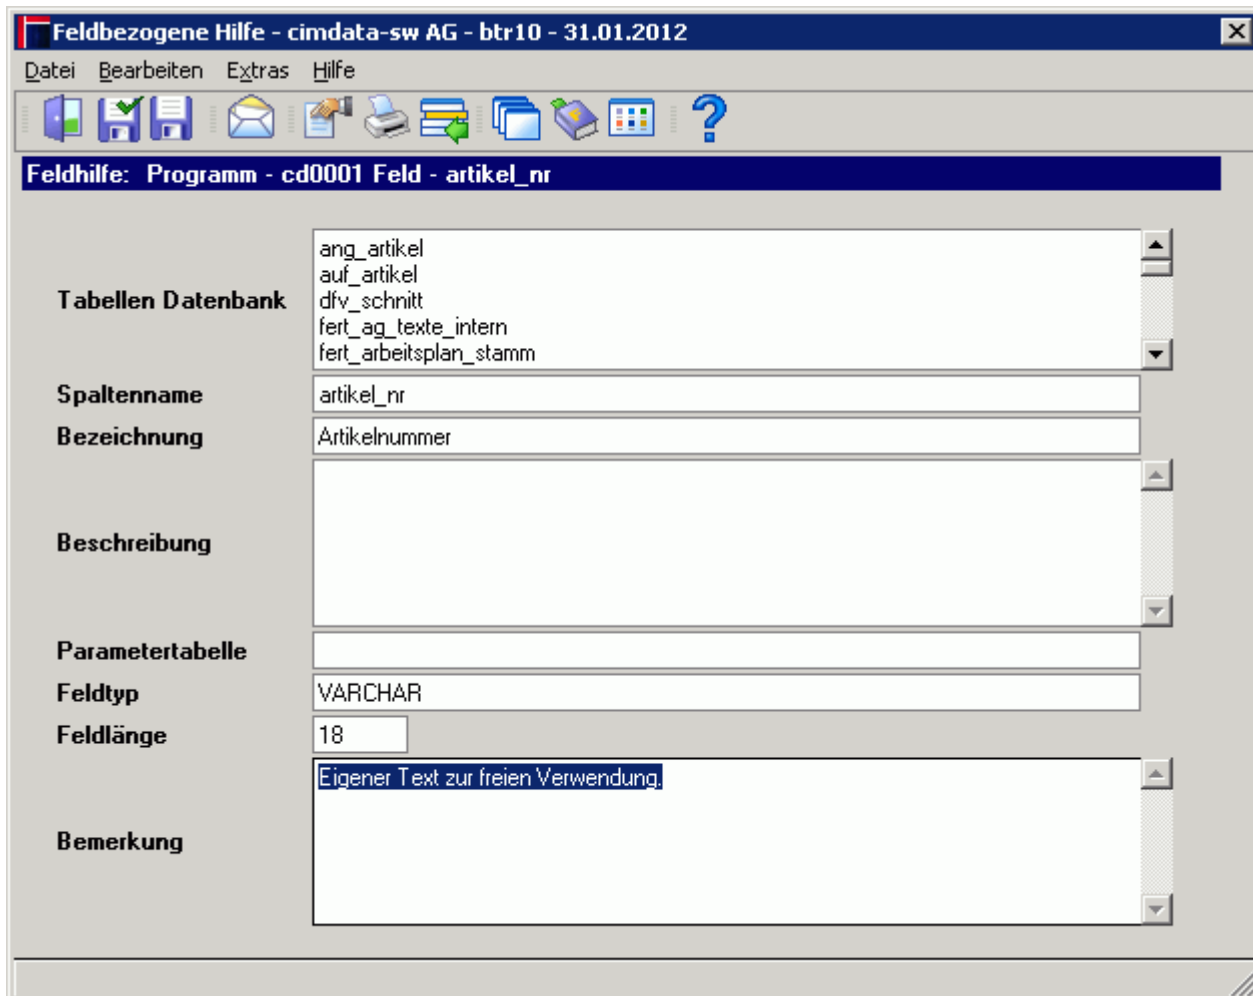 Feldbezogene Hilfe - cimdata-sw AG - btr10 - 31.01.2012
Datei Bearbeiten Extras Hilfe
Feldhilfe: Programm - cd0001 Feld - artikel_nr
Tabellen Datenbank
ang_artikel
auf_artikel
dfv_schnitt
fert_ag_texte_intern
fert_arbeitsplan_stamm
Spaltenname artikel_nr
Bezeichnung Artikelnummer
Beschreibung
Parametertabelle
Feldtyp VARCHAR
Feldlänge 18
Bemerkung Eigener Text zur freien Verwendung.